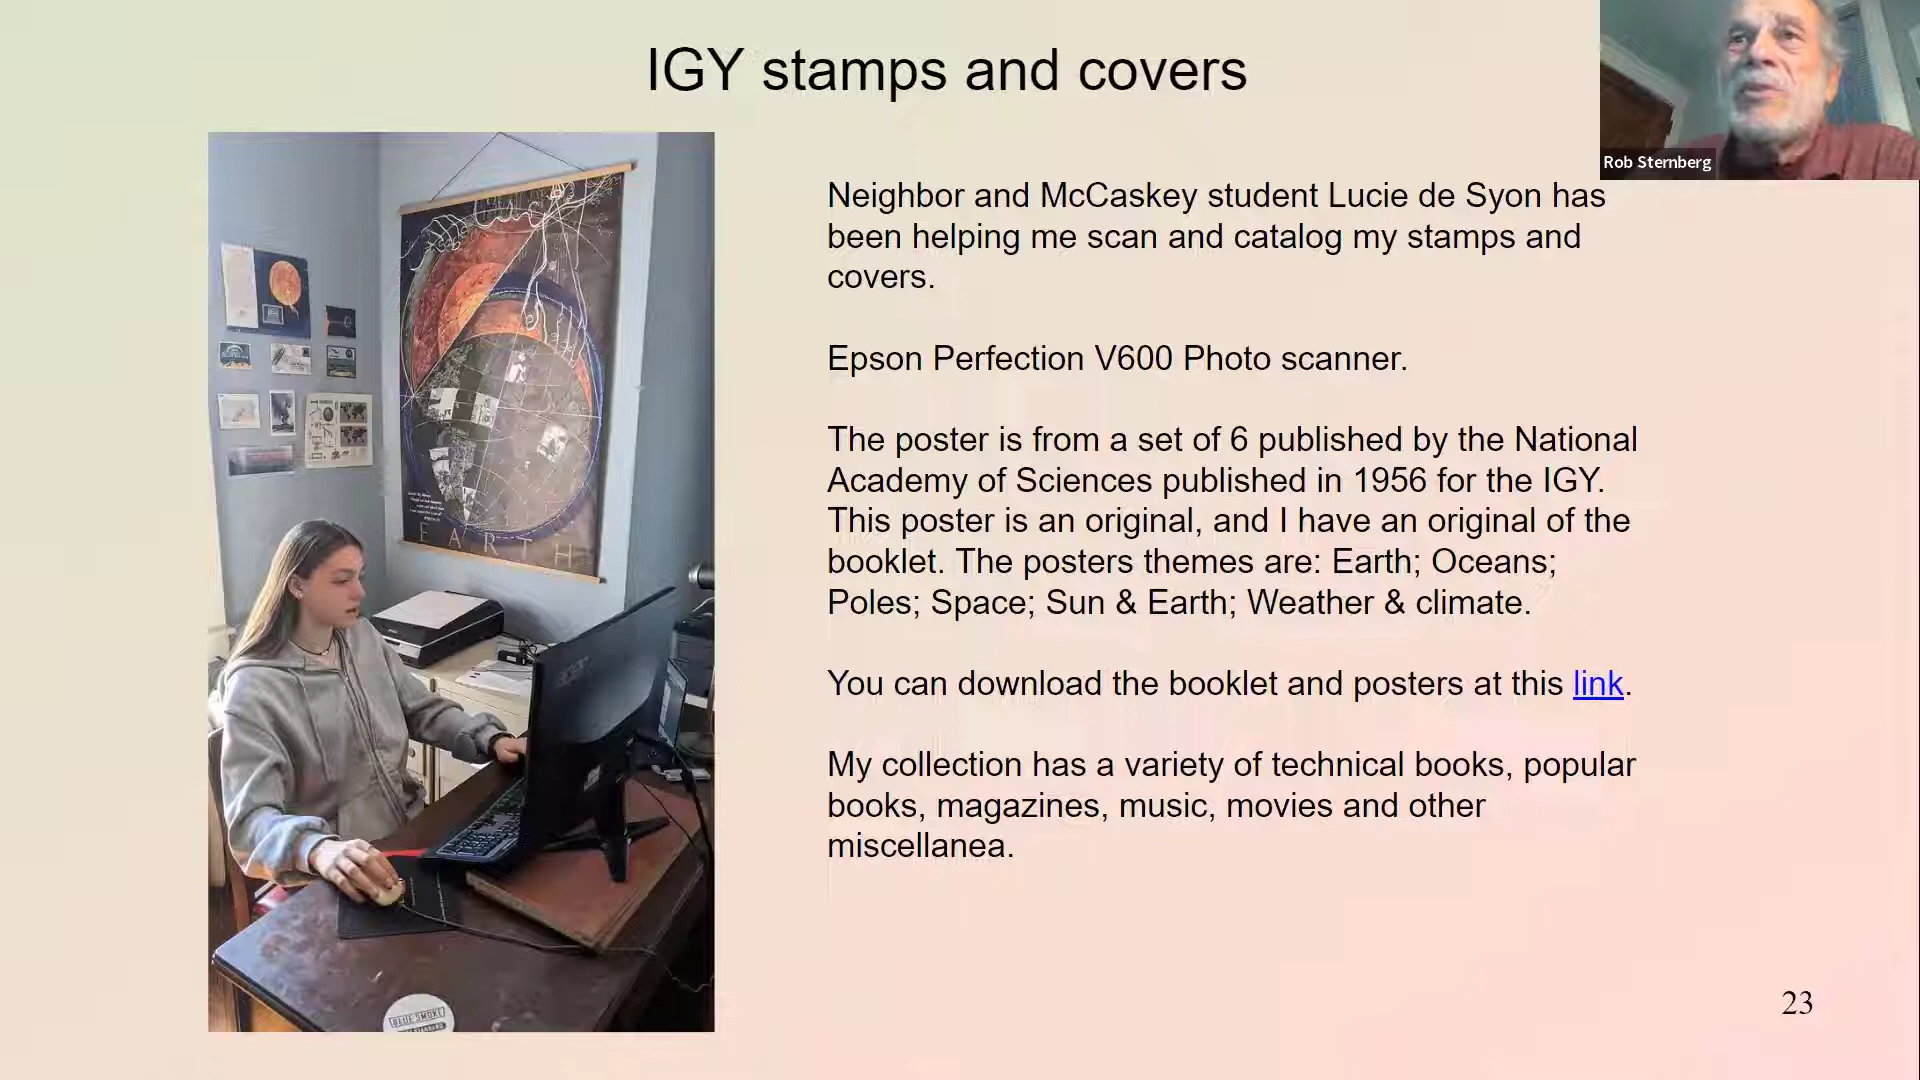 IGY stamps and covers
Rob Sternberg
Neighbor and McCaskey student Lucie de Syon has
been helping me scan and catalog my stamps and
covers.
Epson Perfection V600 Photo scanner.
The poster is from a set of 6 published by the National
Academy of Sciences published in 1956 for the IGY.
This poster is an original, and I have an original of the
booklet. The posters themes are: Earth; Oceans;
Poles; Space; Sun & Earth; Weather & climate.
You can download the booklet and posters at this link.
My collection has a variety of technical books, popular
books, magazines, music, movies and other
miscellanea.
EARTH
acer
BLUE SMOKE
23